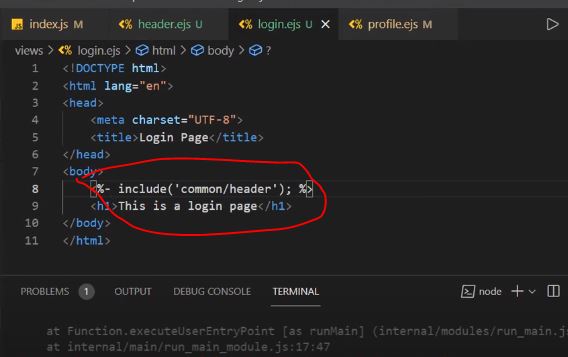 index.js M header.ejs U login.ejs U profile.ejs
views > login.ejs > html > body > ?
1 <!DOCTYPE html>
2 <html lang="en">
3 <head>
4 <meta charset="UTF-8">
5 <title>Login Page</title>
6 </head>
7 <body>
8 <%- include('common/header'); %>
9 <h1>This is a login page</h1>
10 </body>
11 </html>
PROBLEMS 1 OUTPUT DEBUG CONSOLE TERMINAL node
at Function.executeUserEntryPoint [as runMain] (internal/modules/run_main.js
at internal/main/run_main_module.js:17:47